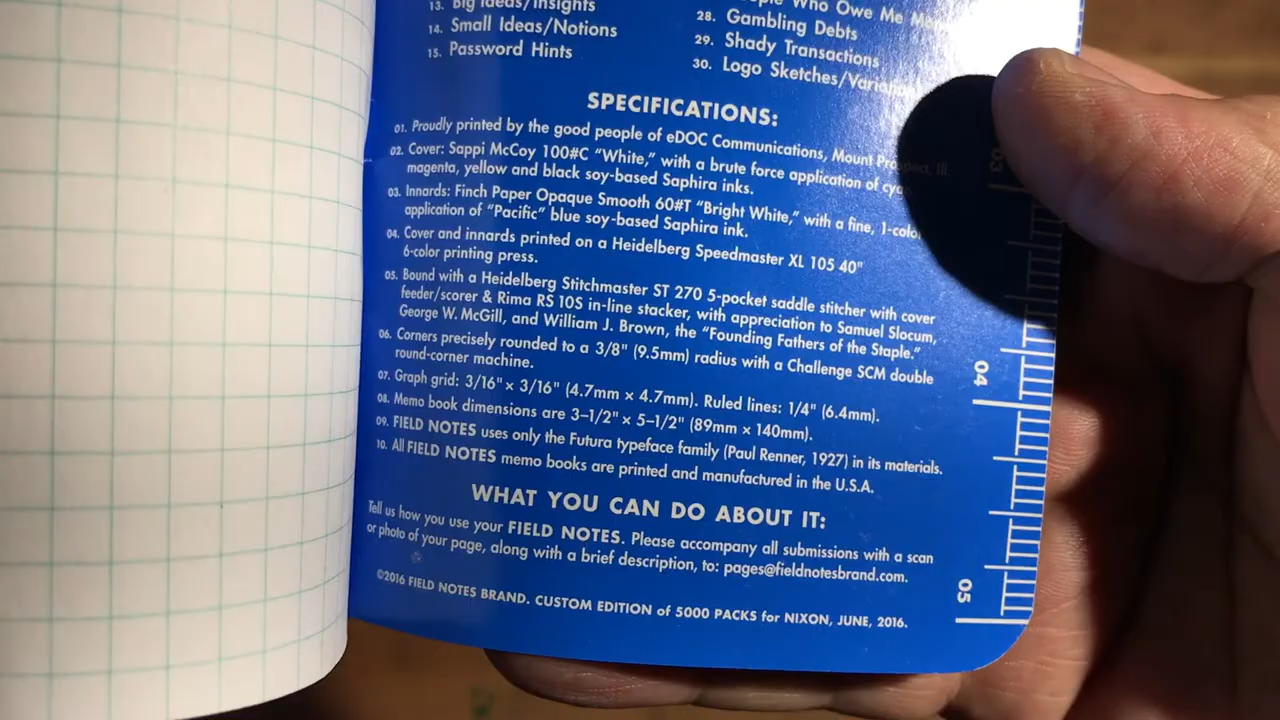 13. Big Ideas/Insights
14. Small Ideas/Notions
15. Password Hints
Who Owe Me
28. Gambling Debts
29. Shady Transactions
30. Logo Sketches/
SPECIFICATIONS:
01. Proudly printed by the good people of eDOC Communications, Mount Prospect, Ill.
02. Cover: Sappi McCoy 100#C “White,” with a brute force application of
magenta, yellow and black soy-based Saphira inks.
03. Innards: Finch Paper Opaque Smooth 60#T “Bright White,” with a fine, 1-color
application of “Pacific” blue soy-based Saphira ink.
04. Cover and innards printed on a Heidelberg Speedmaster XL 105 40"
6-color printing press.
05. Bound with a Heidelberg Stitchmaster ST 270 5-pocket saddle stitcher with cover
feeder/scorer & Rima RS 10S in-line stacker, with appreciation to Samuel Slocum,
George W. McGill, and William J. Brown, the “Founding Fathers of the Staple.”
06. Corners precisely rounded to a 3/8" (9.5mm) radius with a Challenge SCM double
round-corner machine.
07. Graph grid: 3/16" × 3/16" (4.7mm × 4.7mm). Ruled lines: 1/4" (6.4mm).
08. Memo book dimensions are 3–1/2" × 5–1/2" (89mm × 140mm).
09. FIELD NOTES uses only the Futura typeface family (Paul Renner, 1927) in its materials.
10. All FIELD NOTES memo books are printed and manufactured in the U.S.A.
WHAT YOU CAN DO ABOUT IT:
Tell us how you use your FIELD NOTES. Please accompany all submissions with a scan
or photo of your page, along with a brief description, to: pages@fieldnotesbrand.com.
©2016 FIELD NOTES BRAND. CUSTOM EDITION of 5000 PACKS for NIXON, JUNE, 2016.
03
04
05